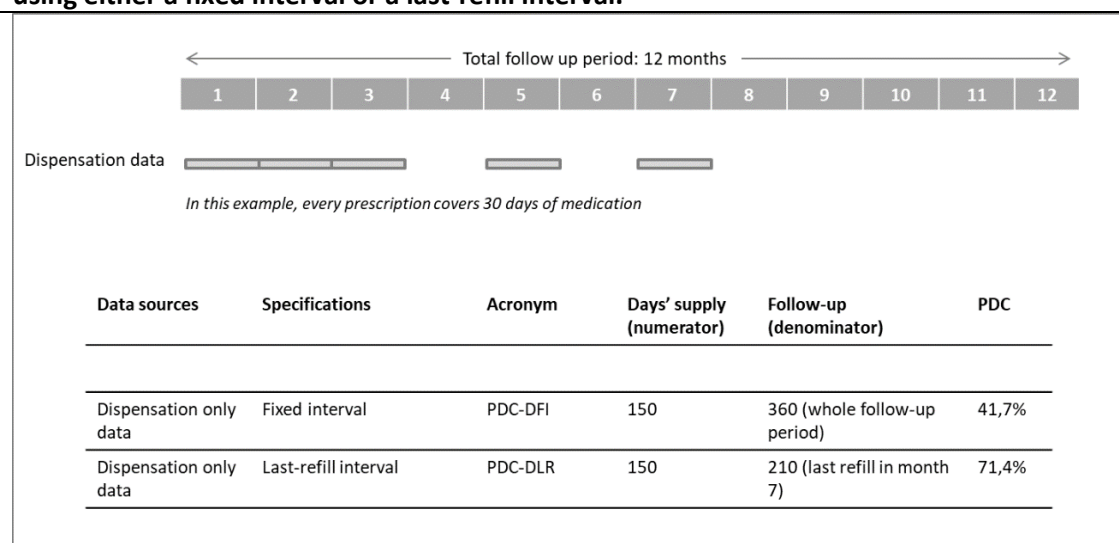 using either a fixed interval or a last-refill interval.
Total follow up period: 12 months
1 2 3 4 5 6 7 8 9 10 11 12
Dispensation data
In this example, every prescription covers 30 days of medication
Data sources Specifications Acronym Days' supply (numerator) Follow-up (denominator) PDC
Dispensation only data Fixed interval PDC-DFI 150 360 (whole follow-up period) 41,7%
Dispensation only data Last-refill interval PDC-DLR 150 210 (last refill in month 7) 71,4%